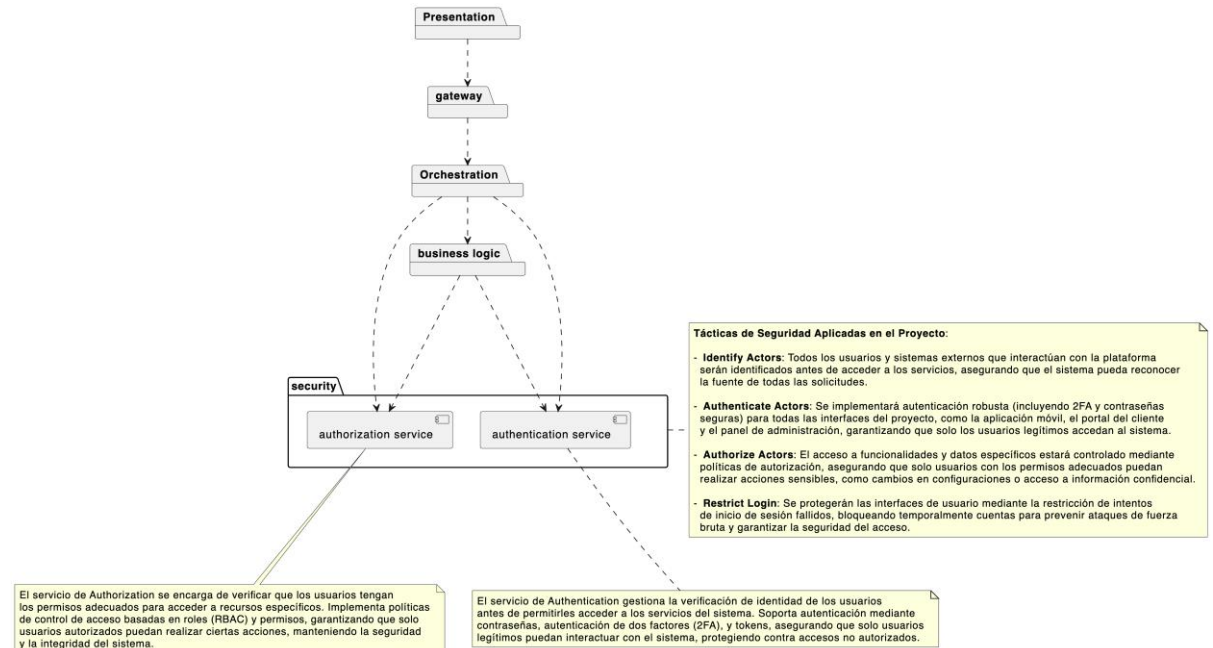 Presentation
gateway
Orchestration
business logic
Tácticas de Seguridad Aplicadas en el Proyecto:
- Identify Actors: Todos los usuarios y sistemas externos que interactúan con la plataforma
serán identificados antes de acceder a los servicios, asegurando que el sistema pueda reconocer
la fuente de todas las solicitudes.
- Authenticate Actors: Se implementará autenticación robusta (incluyendo 2FA y contraseñas
seguras) para todas las interfaces del proyecto, como la aplicación móvil, el portal del cliente
y el panel de administración, garantizando que solo los usuarios legítimos accedan al sistema.
- Authorize Actors: El acceso a funcionalidades y datos específicos estará controlado mediante
políticas de autorización, asegurando que solo usuarios con los permisos adecuados puedan
realizar acciones sensibles, como cambios en configuraciones o acceso a información confidencial.
- Restrict Login: Se protegerán las interfaces de usuario mediante la restricción de intentos
de inicio de sesión fallidos, bloqueando temporalmente cuentas para prevenir ataques de fuerza
bruta y garantizar la seguridad del acceso.
security
authorization service
authentication service
El servicio de Authorization se encarga de verificar que los usuarios tengan
los permisos adecuados para acceder a recursos específicos. Implementa políticas
de control de acceso basadas en roles (RBAC) y permisos, garantizando que solo
usuarios autorizados puedan realizar ciertas acciones, manteniendo la seguridad
y la integridad del sistema.
El servicio de Authentication gestiona la verificación de identidad de los usuarios
antes de permitirles acceder a los servicios del sistema. Soporta autenticación mediante
contraseñas, autenticación de dos factores (2FA), y tokens, asegurando que solo usuarios
legítimos puedan interactuar con el sistema, protegiendo contra accesos no autorizados.